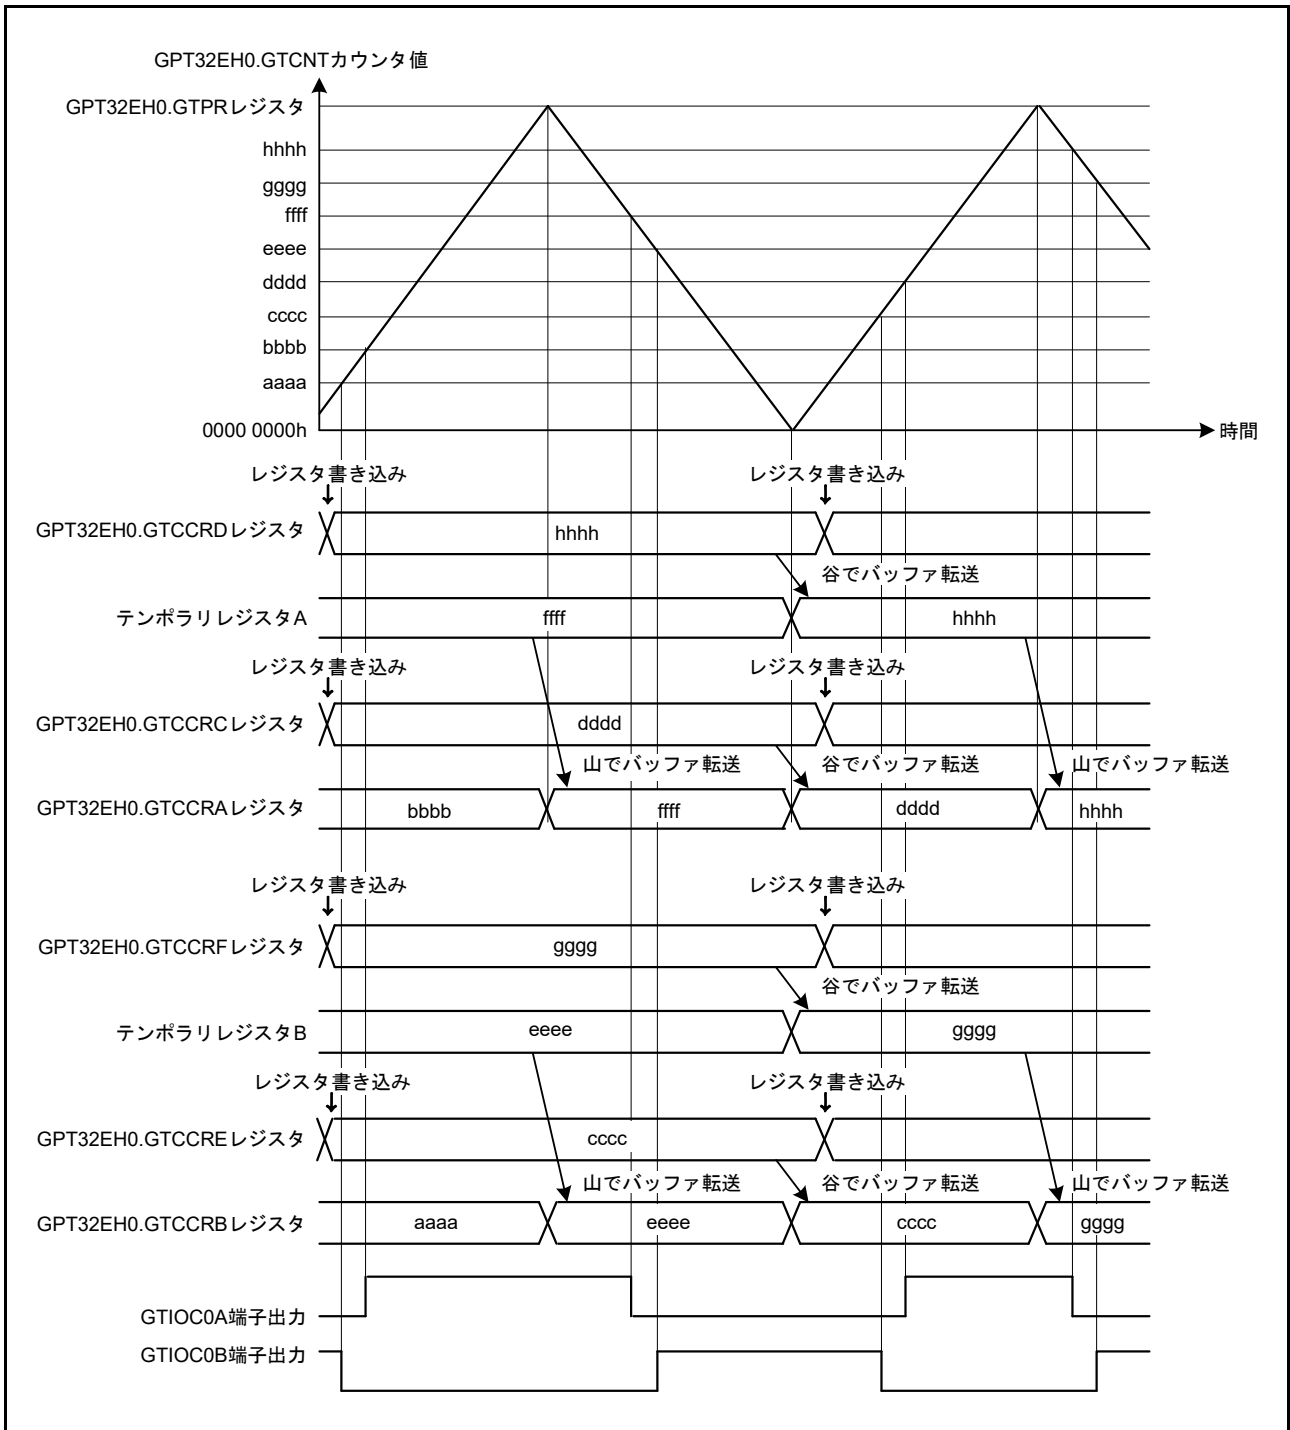 GPT32EH0.GTCNTカウンタ値
GPT32EH0.GTPRレジスタ
hhhh
gggg
ffff
eeee
dddd
cccc
bbbb
aaaa
0000 0000h
時間
レジスタ書き込み レジスタ書き込み
GPT32EH0.GTCCRDレジスタ hhhh
谷でバッファ転送
テンポラリレジスタA ffff hhhh
レジスタ書き込み レジスタ書き込み
GPT32EH0.GTCCRCレジスタ dddd
山でバッファ転送 谷でバッファ転送 山でバッファ転送
GPT32EH0.GTCCRAレジスタ bbbb ffff dddd hhhh
レジスタ書き込み レジスタ書き込み
GPT32EH0.GTCCRFレジスタ gggg
谷でバッファ転送
テンポラリレジスタB eeee gggg
レジスタ書き込み レジスタ書き込み
GPT32EH0.GTCCREレジスタ cccc
山でバッファ転送 谷でバッファ転送 山でバッファ転送
GPT32EH0.GTCCRBレジスタ aaaa eeee cccc gggg
GTIOC0A端子出力
GTIOC0B端子出力